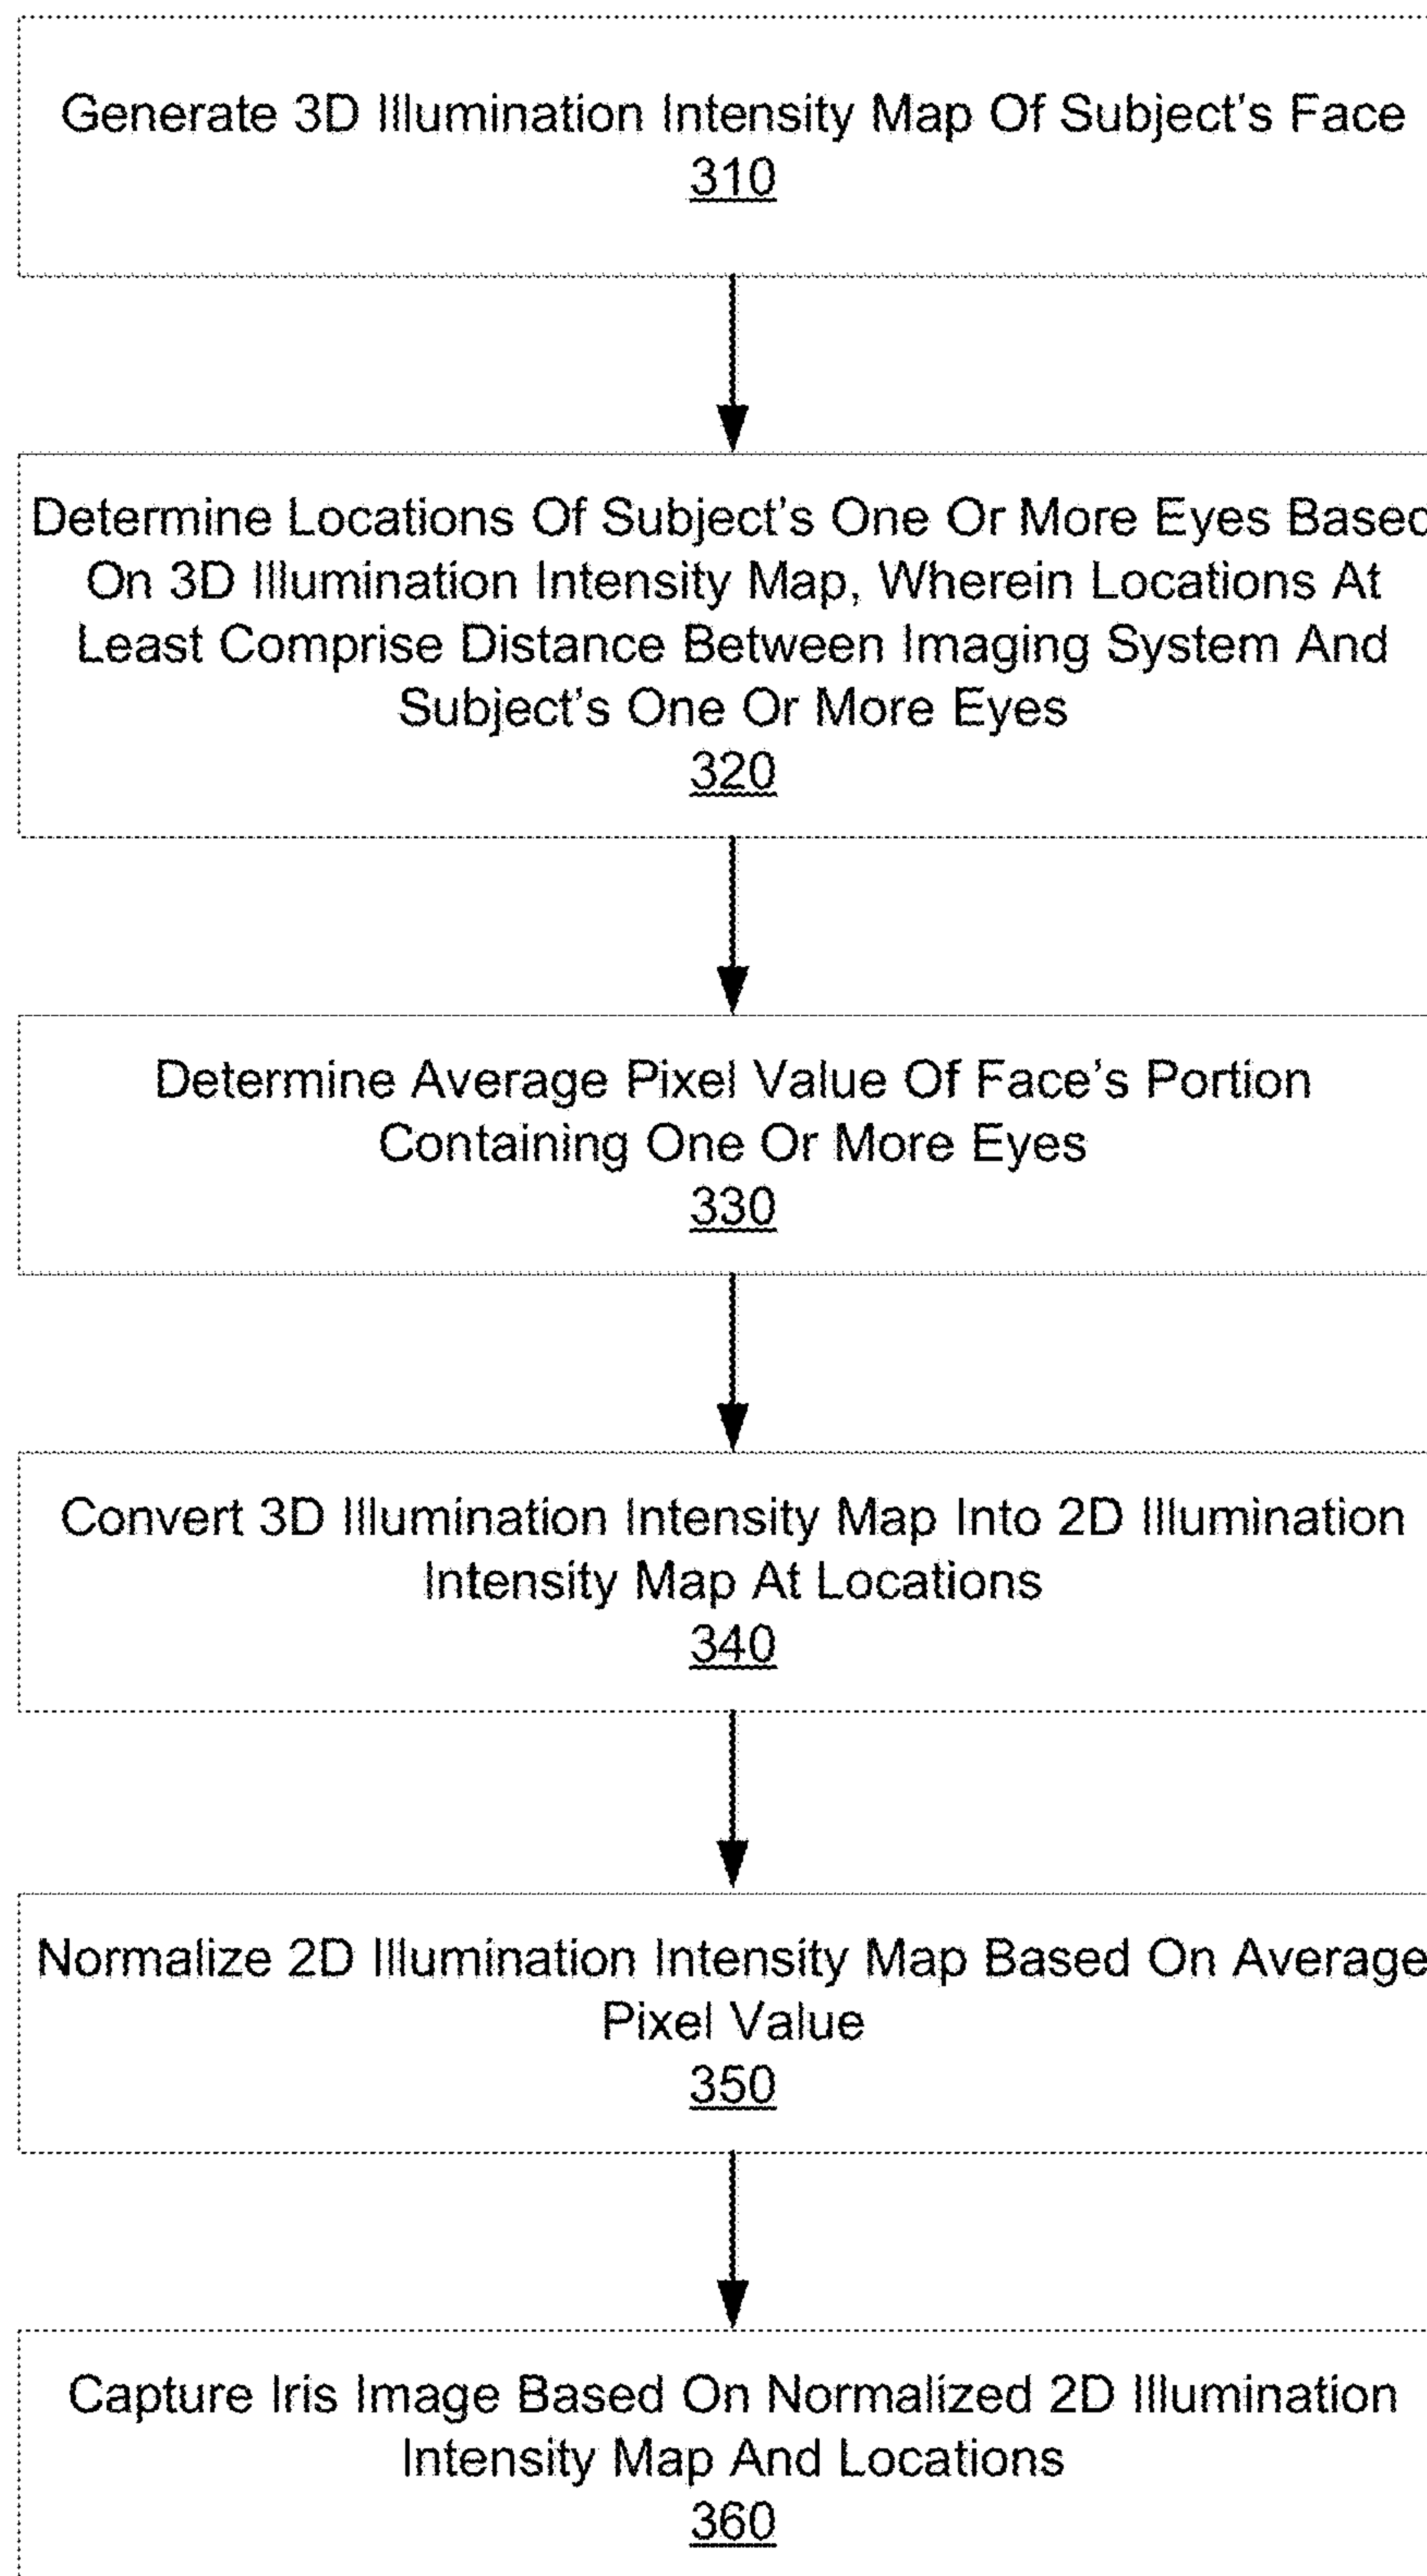 Generate 3D Illumination Intensity Map Of Subject's Face
310
Determine Locations Of Subject's One Or More Eyes Based
On 3D Illumination Intensity Map, Wherein Locations At
Least Comprise Distance Between Imaging System And
Subject's One Or More Eyes
320
Determine Average Pixel Value Of Face's Portion
Containing One Or More Eyes
330
Convert 3D Illumination Intensity Map Into 2D Illumination
Intensity Map At Locations
340
Normalize 2D Illumination Intensity Map Based On Average
Pixel Value
350
Capture Iris Image Based On Normalized 2D Illumination
Intensity Map And Locations
360